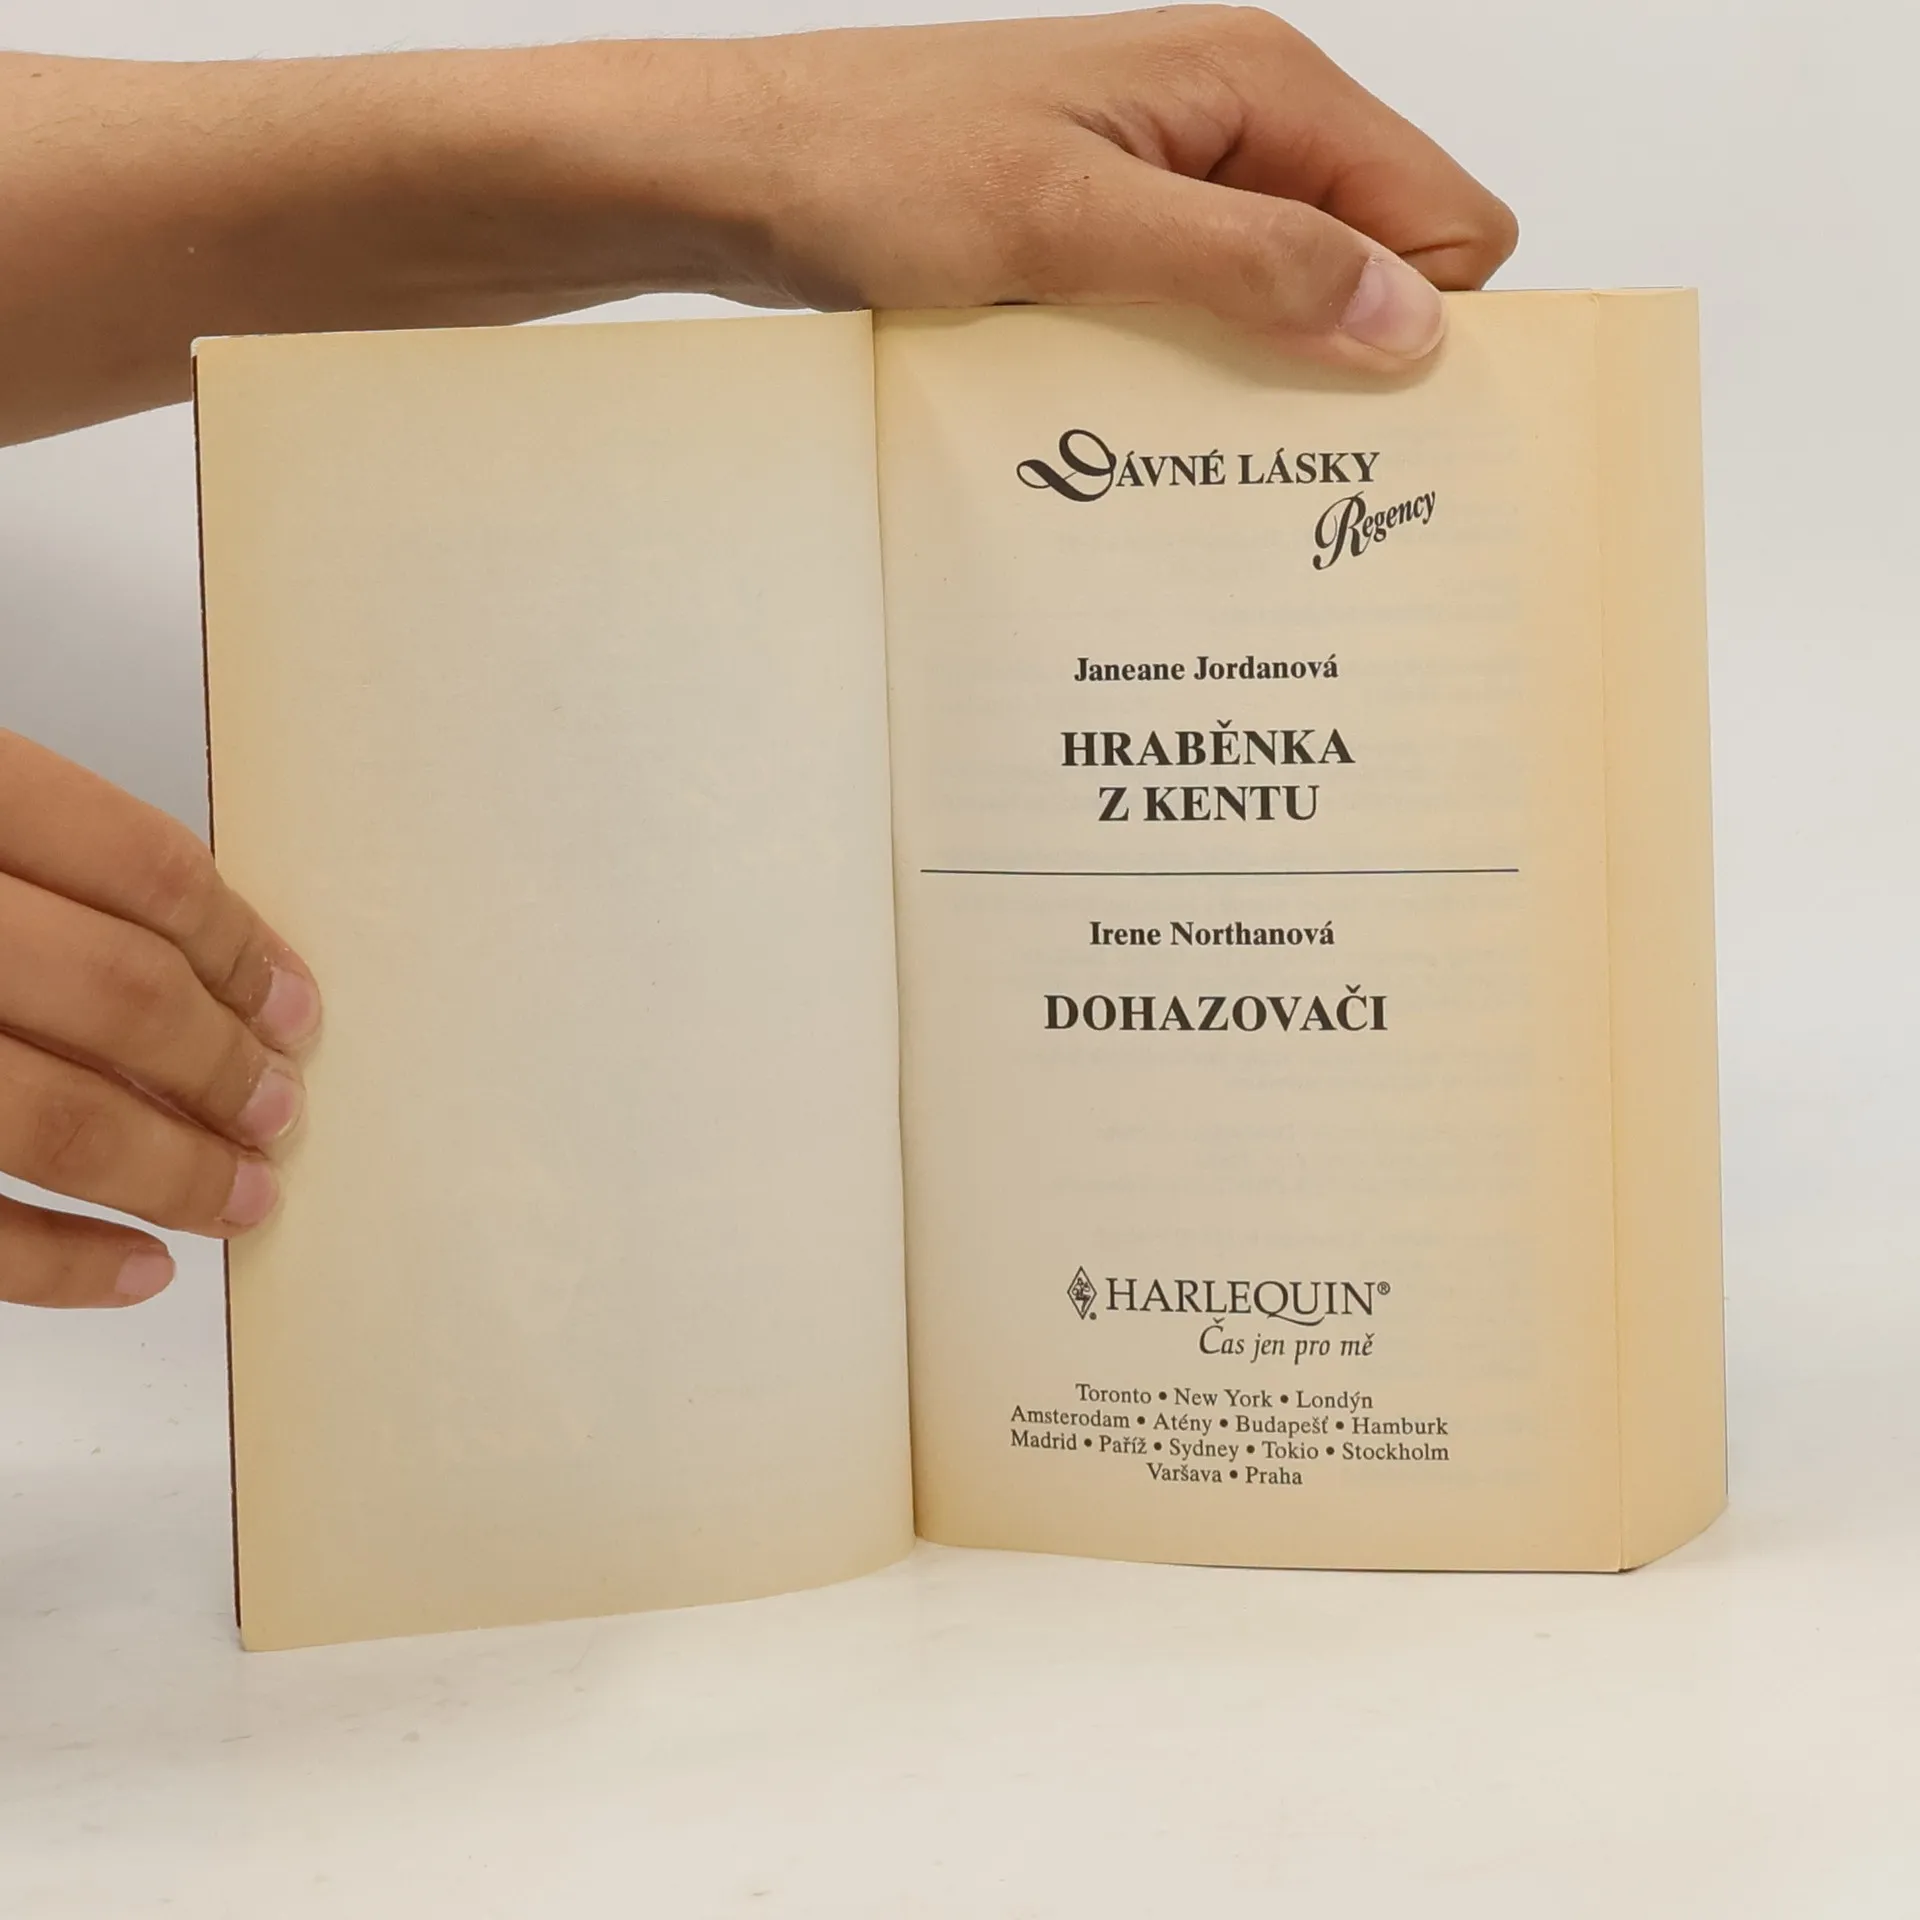 DÁVNÉ LÁSKY
Regency
Janeane Jordanová
HRABĚNKA
Z KENTU
Irene Northanová
DOHAZOVAČI
HARLEQUIN®
Čas jen pro mě
Toronto • New York • Londýn
Amsterodam • Atény • Budapešť • Hamburk
Madrid • Paříž • Sydney • Tokio • Stockholm
Varšava • Praha